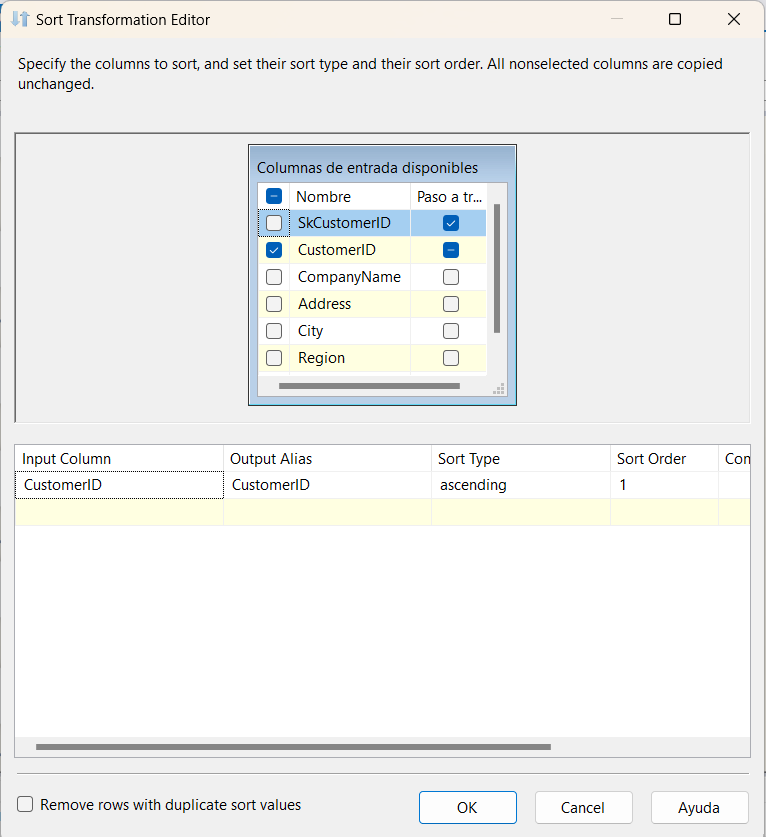 Sort Transformation Editor
Specify the columns to sort, and set their sort type and their sort order. All nonselected columns are copied
unchanged.
Columnas de entrada disponibles
Nombre Paso a tr...
SkCustomerID
CustomerID
CompanyName
Address
City
Region
Input Column Output Alias Sort Type Sort Order Con
CustomerID CustomerID ascending 1
Remove rows with duplicate sort values
OK Cancel Ayuda